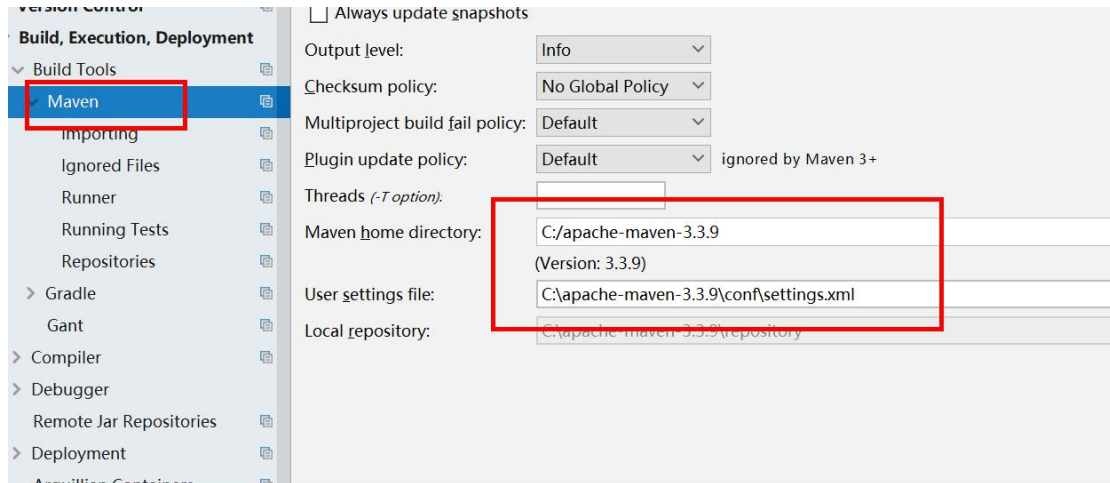 Version Control
Build, Execution, Deployment
Build Tools
Maven
Importing
Ignored Files
Runner
Running Tests
Repositories
Gradle
Gant
Compiler
Debugger
Remote Jar Repositories
Deployment
Arquillian Containers
Always update snapshots
Output level: Info
Checksum policy: No Global Policy
Multiproject build fail policy: Default
Plugin update policy: Default ignored by Maven 3+
Threads (-T option):
Maven home directory: C:/apache-maven-3.3.9
(Version: 3.3.9)
User settings file: C:\apache-maven-3.3.9\conf\settings.xml
Local repository: C:\apache-maven-3.3.9\repository